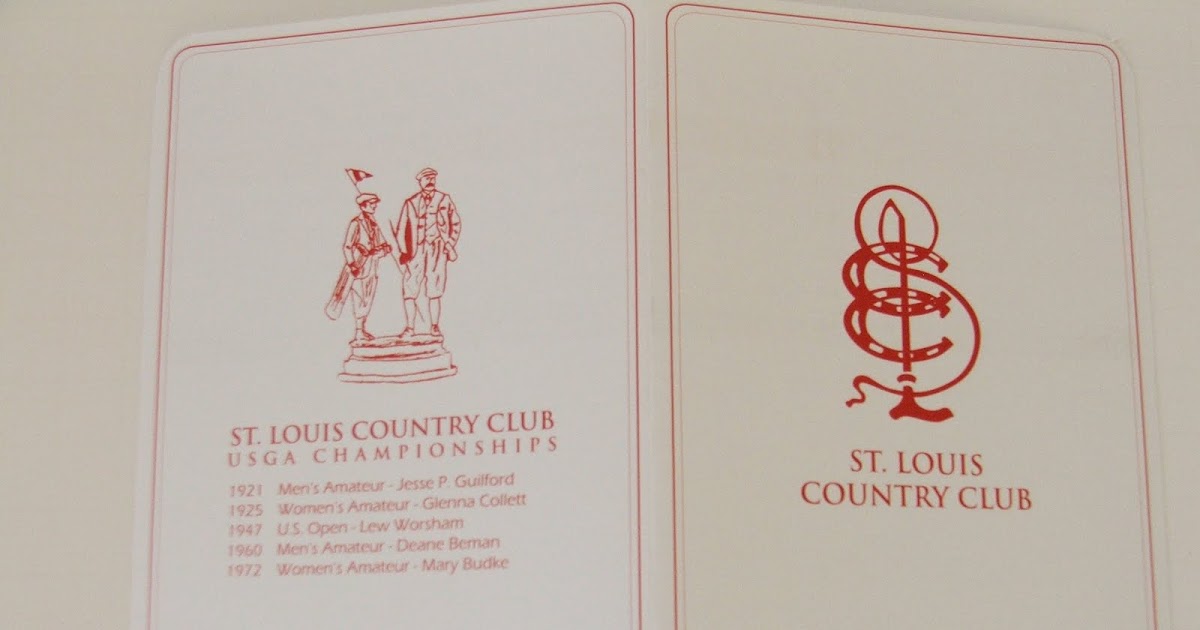 ST. LOUIS COUNTRY CLUB
USGA CHAMPIONSHIPS
1921 Men's Amateur - Jesse P. Guilford
1925 Women's Amateur - Glenna Collett
1947 U.S. Open - Lew Worsham
1960 Men's Amateur - Deane Beman
1972 Women's Amateur - Mary Budke
ST. LOUIS
COUNTRY CLUB